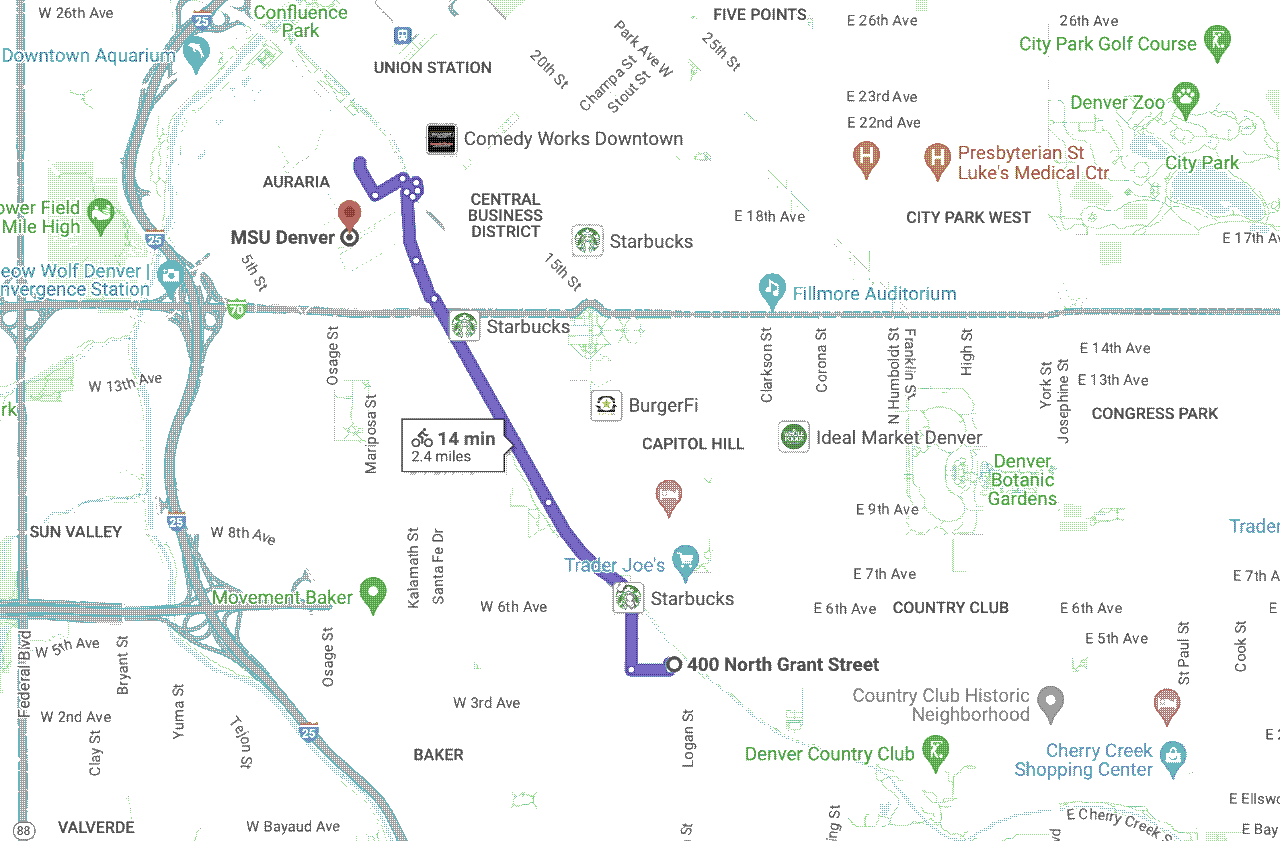 W 26th Ave
25
Confluence
Park
FIVE POINTS
E 26th Ave
26th Ave
Downtown Aquarium
City Park Golf Course
UNION STATION
20th St
Park Ave W
Champa St
Stout St
25th St
E 23rd Ave
E 22nd Ave
Denver Zoo
Comedy Works Downtown
H
H
Presbyterian St
Luke's Medical Ctr
City Park
AURARIA
CENTRAL
BUSINESS
DISTRICT
ower Field
Mile High
E 18th Ave
CITY PARK WEST
E 17th Av
25
MSU Denver
Starbucks
eow Wolf Denver |
nvergence Station
5th St
15th St
Fillmore Auditorium
70
Starbucks
Osage St
Clarkson St
Corona St
N Humboldt St
Franklin St
High St
York St
Josephine St
E 14th Ave
E 13th Ave
W 13th Ave
rk
Mariposa St
BurgerFi
CONGRESS PARK
14 min
2.4 miles
CAPITOL HILL
WHOLE
FOODS
Ideal Market Denver
Denver
Botanic
Gardens
E 9th Ave
25
SUN VALLEY
W 8th Ave
Trader
Kalamath St
Santa Fe Dr
Trader Joe's
E 7th Ave
E 7th A
Movement Baker
W 6th Ave
Starbucks
E 6th Ave
COUNTRY CLUB
E 6th Ave
E
Federal Blvd
W 5th Ave
Bryant St
Osage St
E 5th Ave
St Paul St
Cook St
400 North Grant Street
Yuma St
W 3rd Ave
Country Club Historic
Neighborhood
W 2nd Ave
Clay St
Tejon St
25
Logan St
E 2
BAKER
Denver Country Club
Cherry Creek
Shopping Center
E Ellsw
88
VALVERDE
W Bayaud Ave
St
ing St
vd
E Cherry Creek S
E Bay